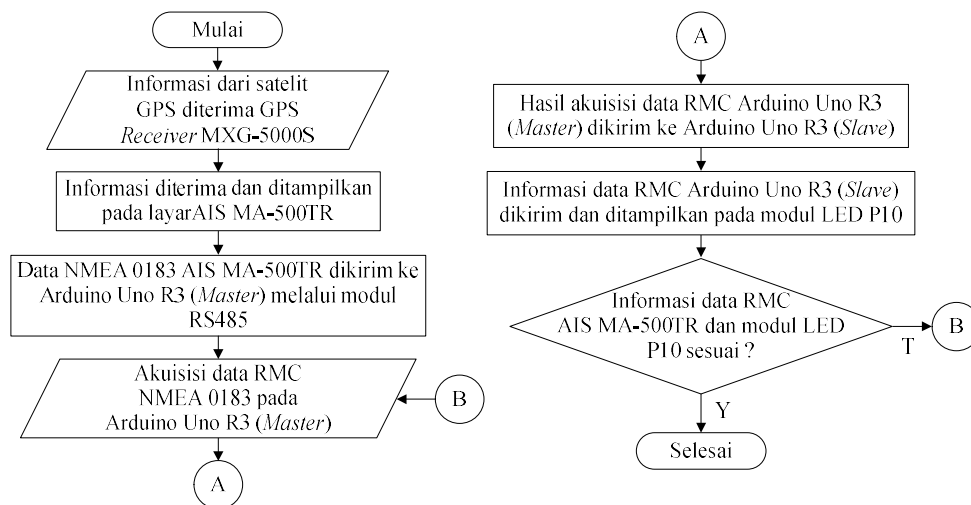 Mulai
Informasi dari satelit
GPS diterima GPS
Receiver MXG-5000S
Informasi diterima dan ditampilkan
pada layarAIS MA-500TR
Data NMEA 0183 AIS MA-500TR dikirim ke
Arduino Uno R3 (Master) melalui modul
RS485
Akuisisi data RMC
NMEA 0183 pada
Arduino Uno R3 (Master)
B
A
A
Hasil akuisisi data RMC Arduino Uno R3
(Master) dikirim ke Arduino Uno R3 (Slave)
Informasi data RMC Arduino Uno R3 (Slave)
dikirim dan ditampilkan pada modul LED P10
Informasi data RMC
AIS MA-500TR dan modul LED
P10 sesuai ?
T
B
Y
Selesai